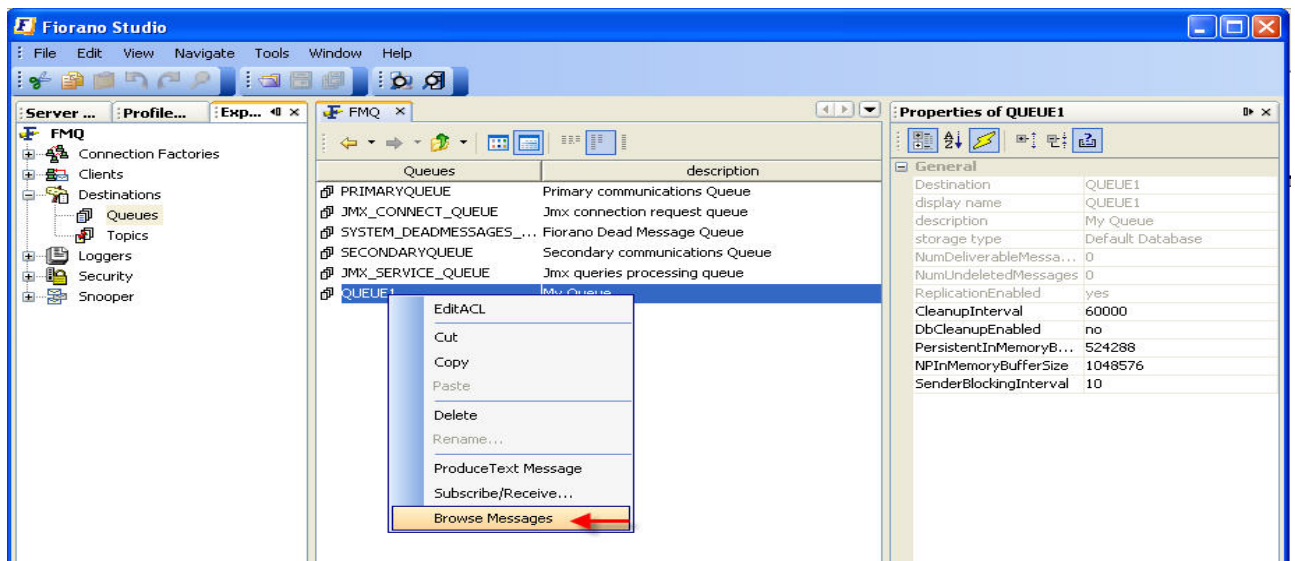 Fiorano Studio
File Edit View Navigate Tools Window Help
Server ... Profile... Exp...
FMQ
Connection Factories
Clients
Destinations
Queues
Topics
Loggers
Security
Snooper
FMQ
Queues description
PRIMARYQUEUE Primary communications Queue
JMX_CONNECT_QUEUE Jmx connection request queue
SYSTEM_DEADMESSAGES_... Fiorano Dead Message Queue
SECONDARYQUEUE Secondary communications Queue
JMX_SERVICE_QUEUE Jmx queries processing queue
QUEUE1 My Queue
EditACL
Cut
Copy
Paste
Delete
Rename...
ProduceText Message
Subscribe/Receive...
Browse Messages
Properties of QUEUE1
General
Destination QUEUE1
display name QUEUE1
description My Queue
storage type Default Database
NumDeliverableMessa... 0
NumUndeletedMessages 0
ReplicationEnabled yes
CleanupInterval 60000
DbCleanupEnabled no
PersistentInMemoryB... 524288
NPInMemoryBufferSize 1048576
SenderBlockingInterval 10